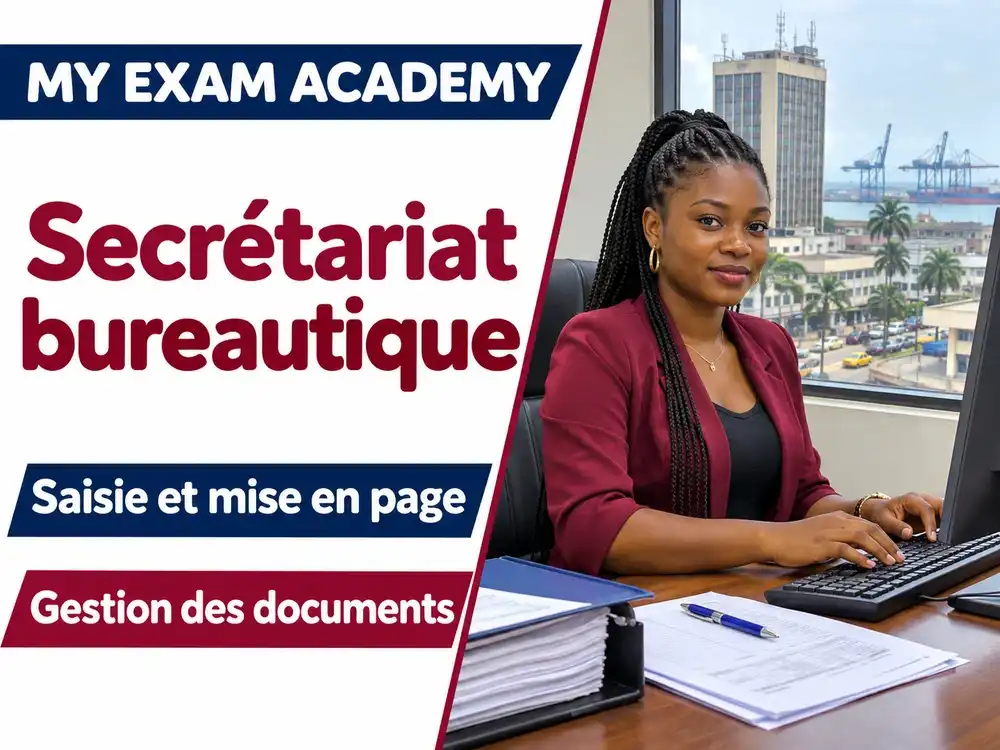 MY EXAM ACADEMY
Secrétariat
bureautique
Saisie et mise en page
Gestion des documents